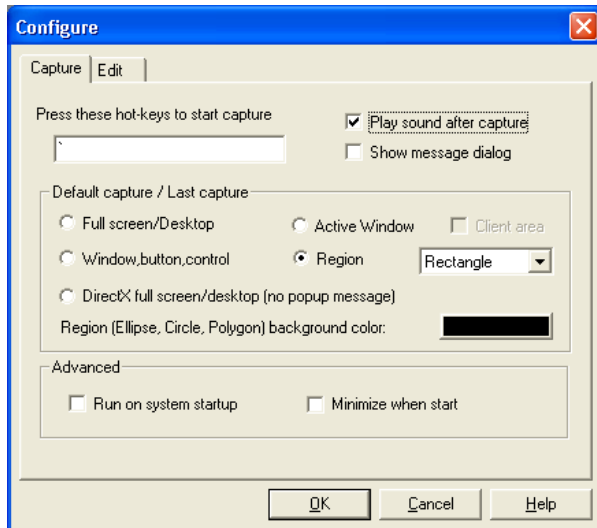 Configure
Capture Edit
Press these hot-keys to start capture
`
Play sound after capture
Show message dialog
Default capture / Last capture
Full screen/Desktop
Active Window
Client area
Window,button,control
Region
Rectangle
DirectX full screen/desktop (no popup message)
Region (Ellipse, Circle, Polygon) background color:
Advanced
Run on system startup
Minimize when start
OK Cancel Help